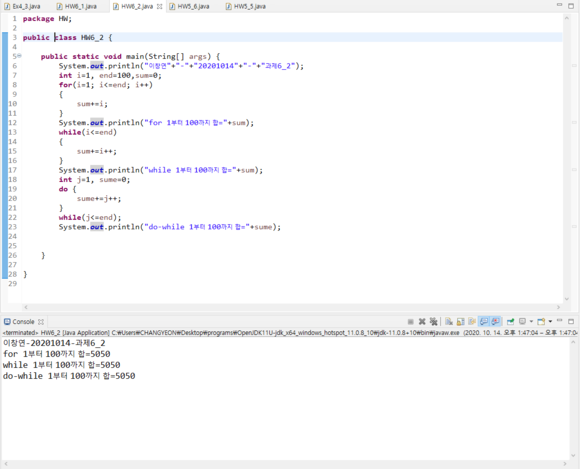 Ex4_3.java HW6_1.java HW6_2.java HW5_6.java HW5_5.java
1 package HW;
2
3 public class HW6_2 {
4
5 public static void main(String[] args) {
6 System.out.println("이창연"+"-"+"20201014"+"-"+"과제6_2");
7 int i=1, end=100,sum=0;
8 for(i=1; i<=end; i++)
9 {
10 sum+=i;
11 }
12 System.out.println("for 1부터 100까지 합="+sum);
13 while(i<=end)
14 {
15 sum+=i++;
16 }
17 System.out.println("while 1부터 100까지 합="+sum);
18 int j=1, sume=0;
19 do {
20 sume+=j++;
21 }
22 while(j<=end);
23 System.out.println("do-while 1부터 100까지 합="+sume);
24
25
26 }
27
28 }
29
Console
<terminated> HW6_2 [Java Application] C:₩Users₩CHANGYEON₩Desktop₩programs₩OpenJDK11U-jdk_x64_windows_hotspot_11.0.8_10₩jdk-11.0.8+10₩bin₩javaw.exe (2020. 10. 14. 오후 1:47:04 – 오후 1:47:0
이창연-20201014-과제6_2
for 1부터 100까지 합=5050
while 1부터 100까지 합=5050
do-while 1부터 100까지 합=5050